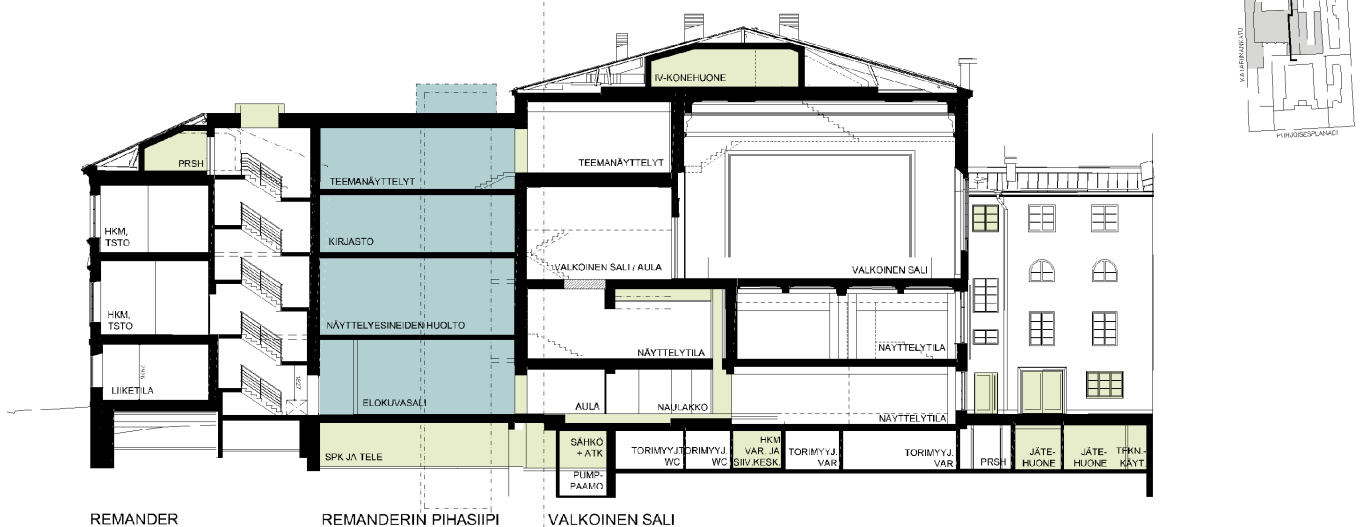 KATARIINANKATU
POHJOISESPLANADI
IV-KONEHUONE
PRSH
TEEMANÄYTTELYT
TEEMANÄYTTELYT
HKM,
TSTO
KIRJASTO
VALKOINEN SALI / AULA
VALKOINEN SALI
HKM,
TSTO
NÄYTTELYESINEIDEN HUOLTO
NÄYTTELYTILA
NÄYTTELYTILA
LIIKETILA
1827
ELOKUVASALI
AULA
NAULAKKO
NÄYTTELYTILA
SPK JA TELE
SÄHKÖ
+ ATK
PUMP-
PAAMO
TORIMYYJ.
WC
TORIMYYJ.
WC
HKM
VAR. JA
SIIV.KESK.
TORIMYYJ.
VAR
TORIMYYJ.
VAR
PRSH
JÄTE-
HUONE
JÄTE-
HUONE
TEKN.-
KÄYT.
REMANDER
REMANDERIN PIHASIIPI
VALKOINEN SALI